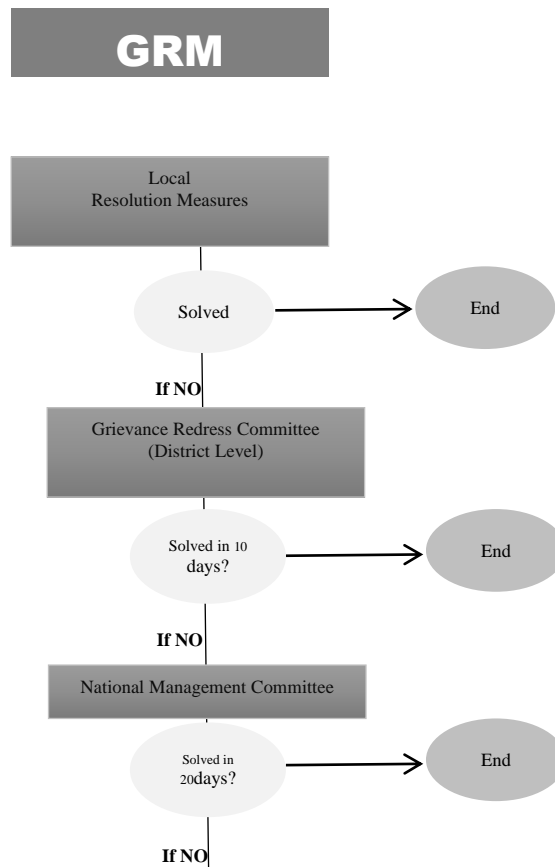 GRM
Local
Resolution Measures
Solved
End
If NO
Grievance Redress Committee
(District Level)
Solved in 10
days?
End
If NO
National Management Committee
Solved in
20days?
End
If NO